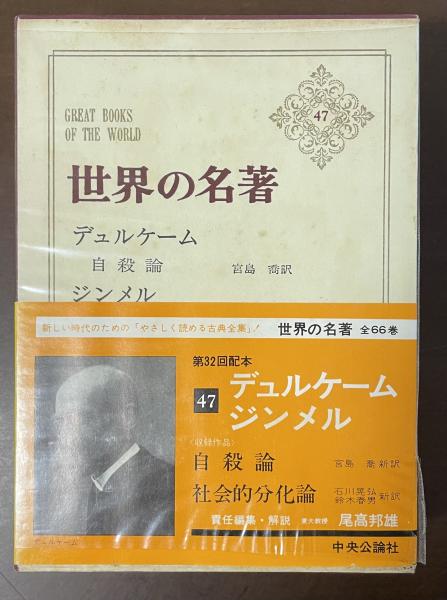 GREAT BOOKS
OF THE WORLD
47
世界の名著
デュルケーム
自殺論 宮島 喬訳
ジンメル
新しい時代のための「やさしく読める古典全集」!
世界の名著 全66巻
第32回配本
47 デュルケーム
ジンメル
〈収録作品〉
自殺論 宮島 喬新訳
社会的分化論 石川晃弘 鈴木春男 新訳
責任編集・解説 東大教授 尾高邦雄
デュルケーム
中央公論社